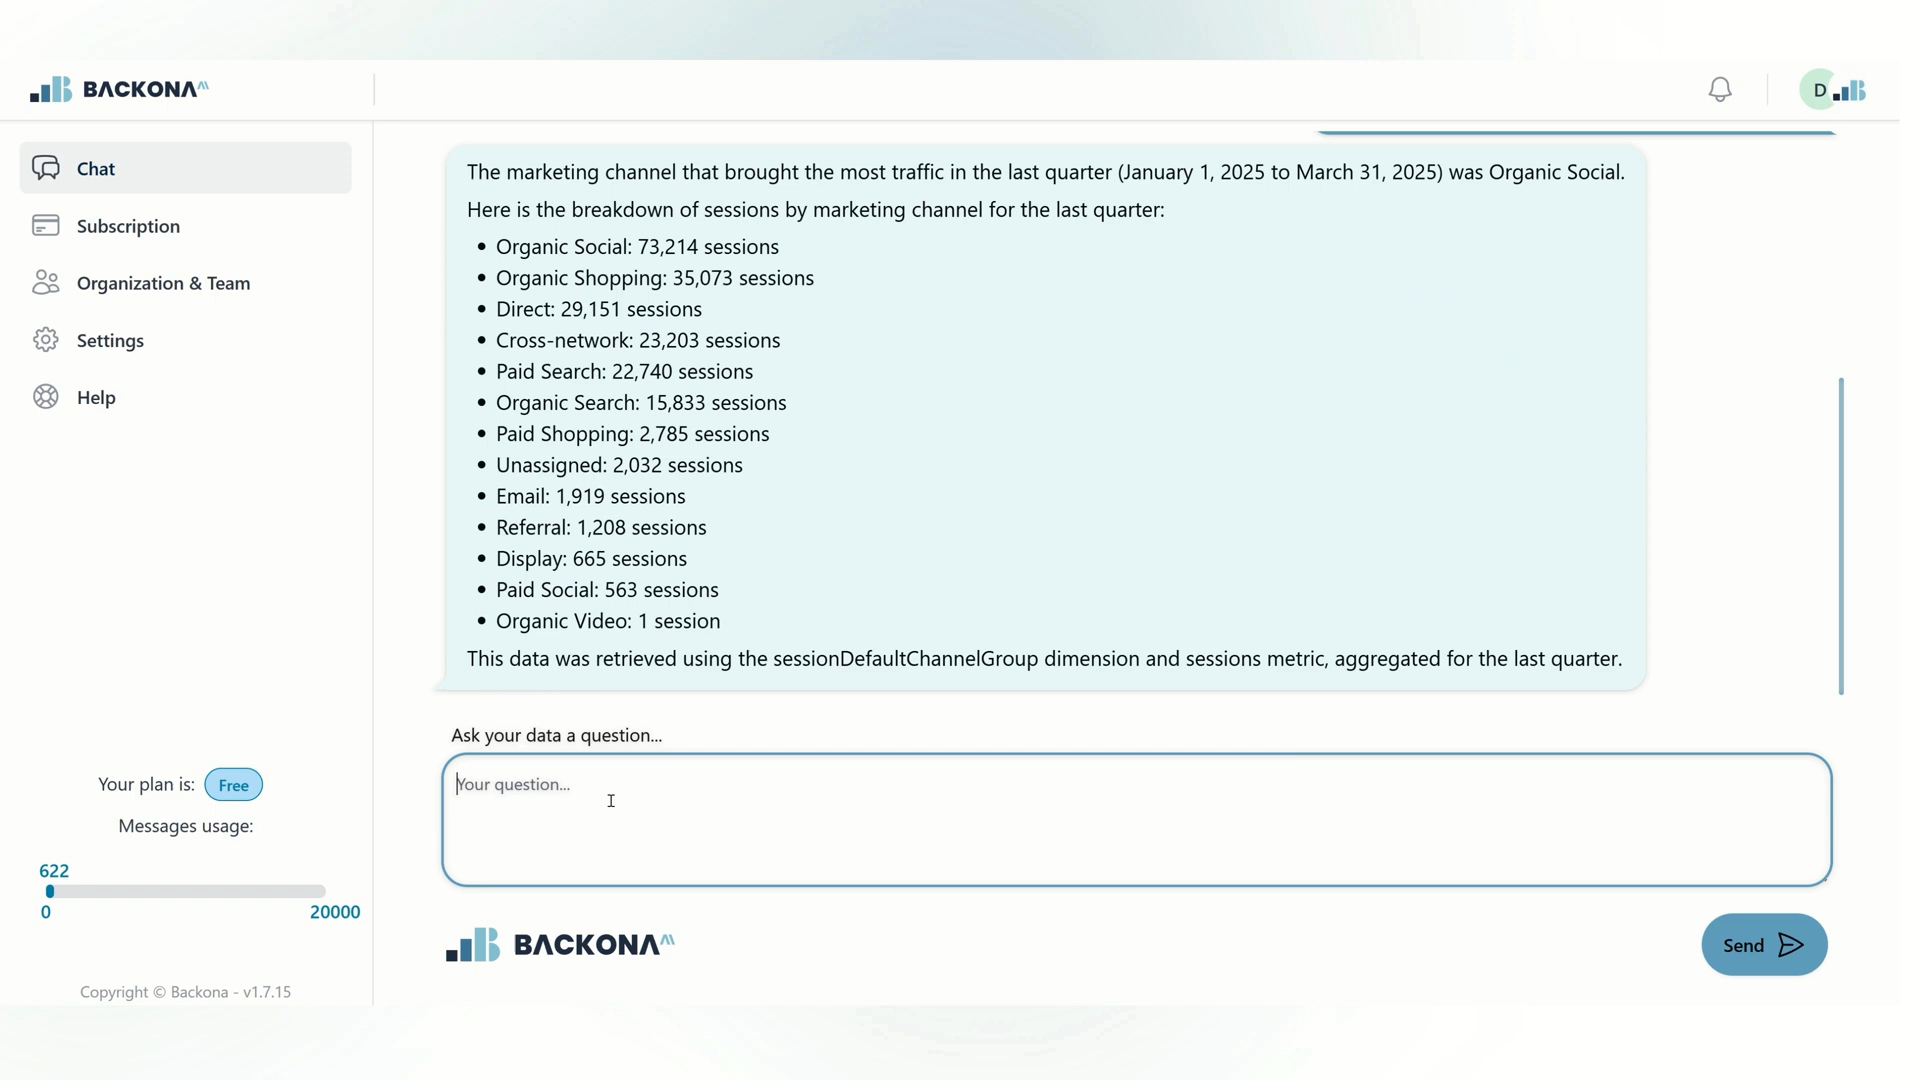 BACKONA AI
D
Chat
Subscription
Organization & Team
Settings
Help
The marketing channel that brought the most traffic in the last quarter (January 1, 2025 to March 31, 2025) was Organic Social.
Here is the breakdown of sessions by marketing channel for the last quarter:
• Organic Social: 73,214 sessions
• Organic Shopping: 35,073 sessions
• Direct: 29,151 sessions
• Cross-network: 23,203 sessions
• Paid Search: 22,740 sessions
• Organic Search: 15,833 sessions
• Paid Shopping: 2,785 sessions
• Unassigned: 2,032 sessions
• Email: 1,919 sessions
• Referral: 1,208 sessions
• Display: 665 sessions
• Paid Social: 563 sessions
• Organic Video: 1 session
This data was retrieved using the sessionDefaultChannelGroup dimension and sessions metric, aggregated for the last quarter.
Ask your data a question...
Your question...
Your plan is: Free
Messages usage:
622
0 20000
BACKONA AI
Send
Copyright © Backona - v1.7.15